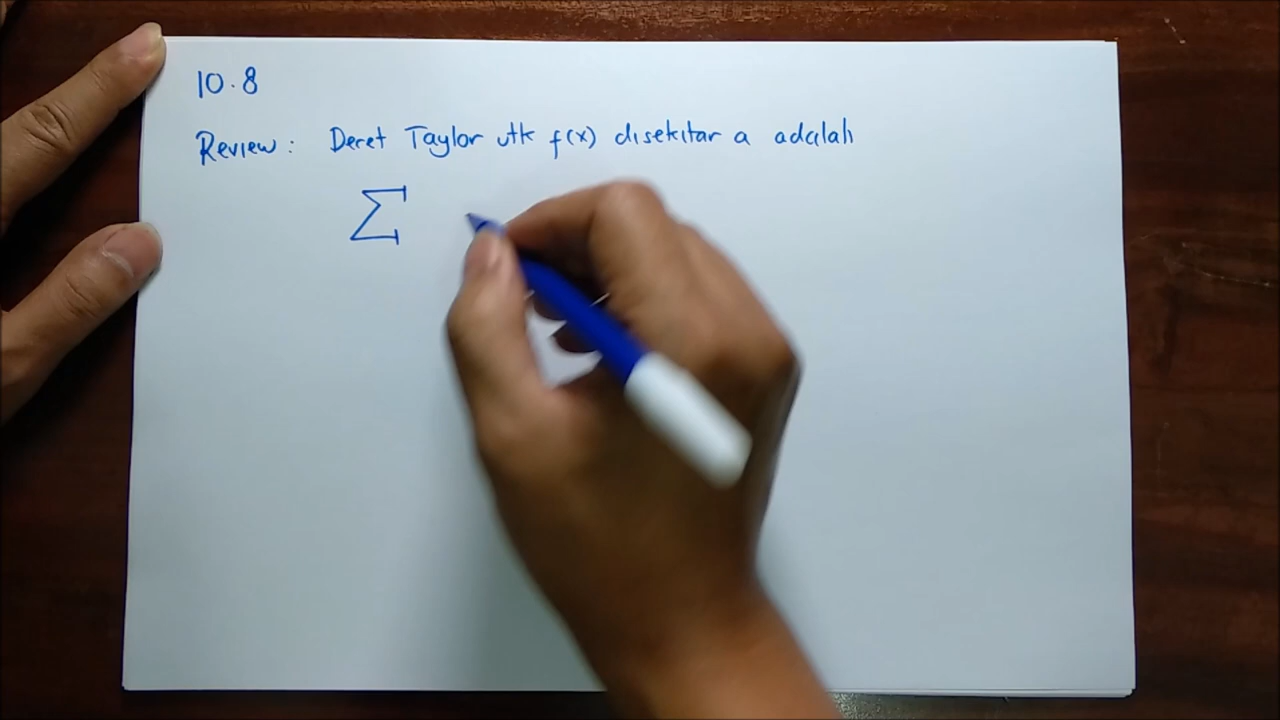 10.8
Review : Deret Taylor utk f(x) disekitar a adalah
Σ